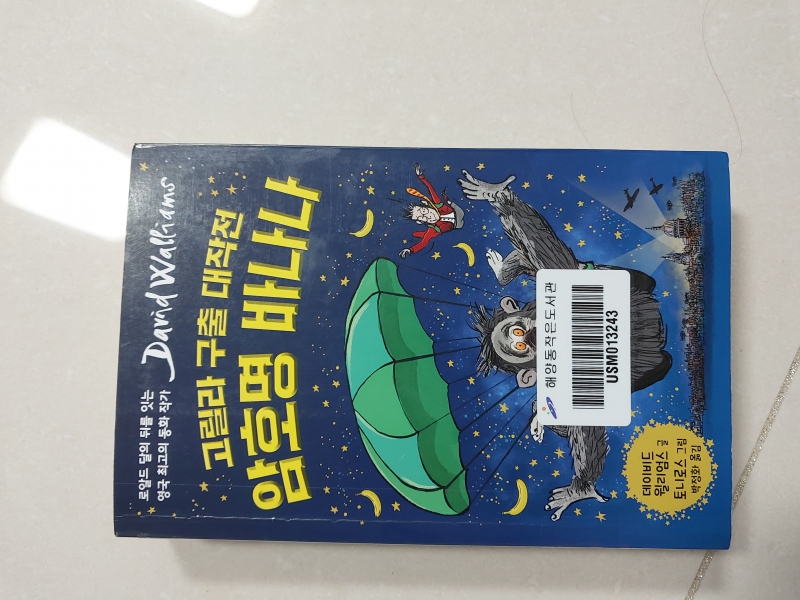 로알드 달의 뒤를 잇는
영국 최고의 동화 작가
David Walliams
고릴라 구출 대작전
암호명 바나나
해양동작은도서관
USM013243
데이비드
윌리엄스 글
토니 로스 그림
박정화 옮김